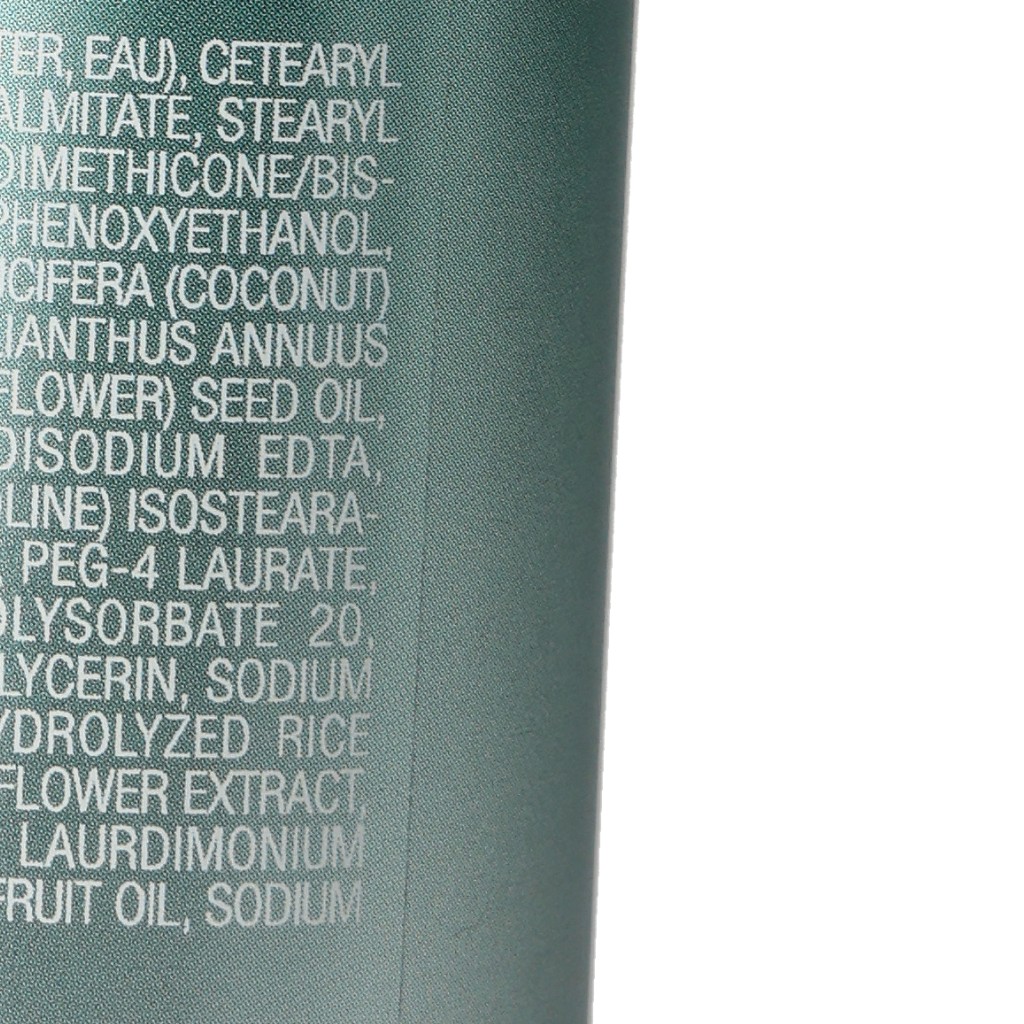 TER, EAU), CETEARYL
ALMITATE, STEARYL
DIMETHICONE/BIS-
PHENOXYETHANOL,
CIFERA (COCONUT)
IANTHUS ANNUUS
FLOWER) SEED OIL,
DISODIUM EDTA,
LINE) ISOSTEARA-
, PEG-4 LAURATE,
OLYSORBATE 20,
LYCERIN, SODIUM
YDROLYZED RICE
FLOWER EXTRACT,
LAURDIMONIUM
FRUIT OIL, SODIUM